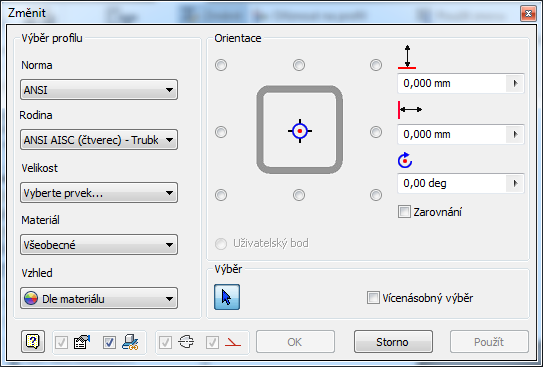 Změnit
Výběr profilu
Norma
ANSI
Rodina
ANSI AISC (čtverec) - Trubk
Velikost
Vyberte prvek...
Materiál
Všeobecné
Vzhled
Dle materiálu
Orientace
0,000 mm
0,000 mm
0,00 deg
Zarovnání
Uživatelský bod
Výběr
Vícenásobný výběr
?
OK
Storno
Použít